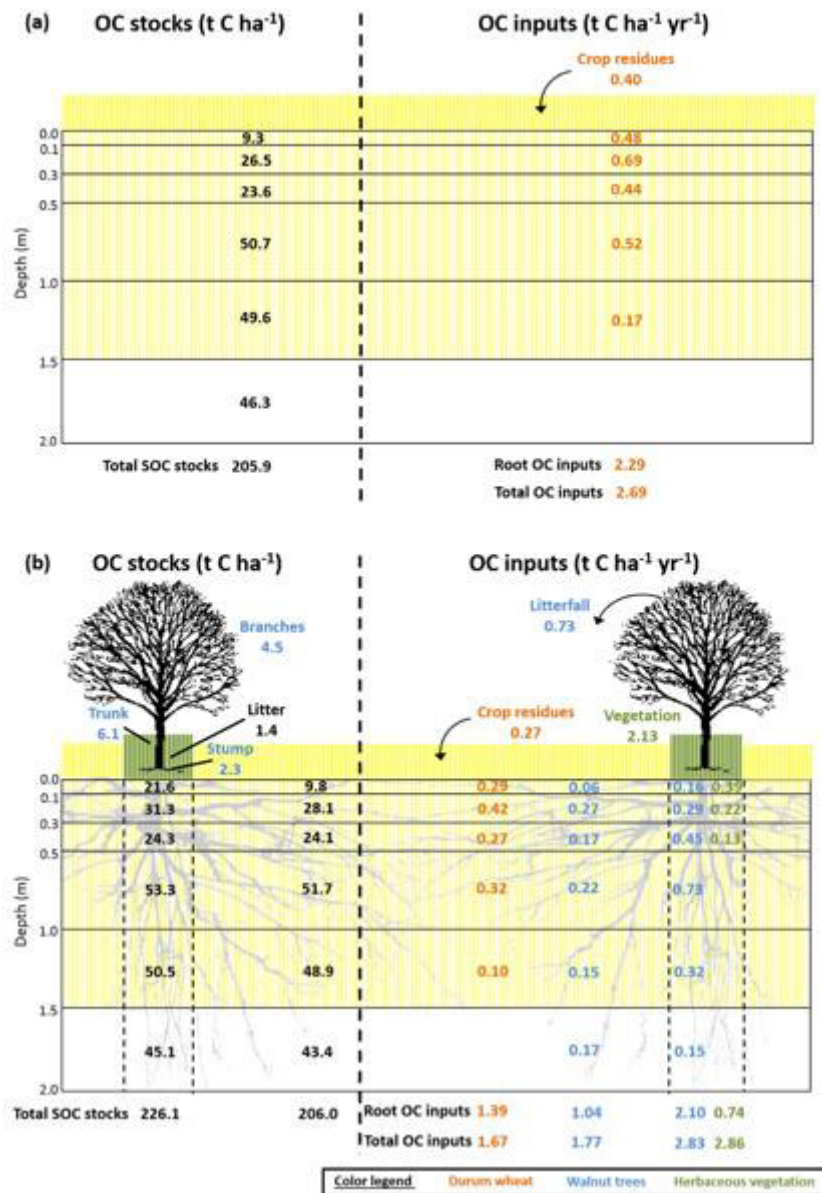 (a) OC stocks (t C ha⁻¹) OC inputs (t C ha⁻¹ yr⁻¹)
Crop residues
0.40
0.0
9.3 0.48
0.1
26.5 0.69
0.3
23.6 0.44
0.5
50.7 0.52
Depth (m)
1.0
49.6 0.17
1.5
46.3
2.0
Total SOC stocks 205.9 Root OC inputs 2.29
Total OC inputs 2.69
(b) OC stocks (t C ha⁻¹) OC inputs (t C ha⁻¹ yr⁻¹)
Branches
4.5
Litterfall
0.73
Trunk
6.1
Litter
1.4
Stump
2.3
Crop residues
0.27
Vegetation
2.13
0.0
21.6 9.8 0.29 0.06 0.16 0.39
0.1
31.3 28.1 0.42 0.27 0.29 0.22
0.3
24.3 24.1 0.27 0.17 0.45 0.13
0.5
53.3 51.7 0.32 0.22 0.73
Depth (m)
1.0
50.5 48.9 0.10 0.15 0.32
1.5
45.1 43.4 0.17 0.15
2.0
Total SOC stocks 226.1 206.0 Root OC inputs 1.39 1.04 2.10 0.74
Total OC inputs 1.67 1.77 2.83 2.86
Color legend Durum wheat Walnut trees Herbaceous vegetation